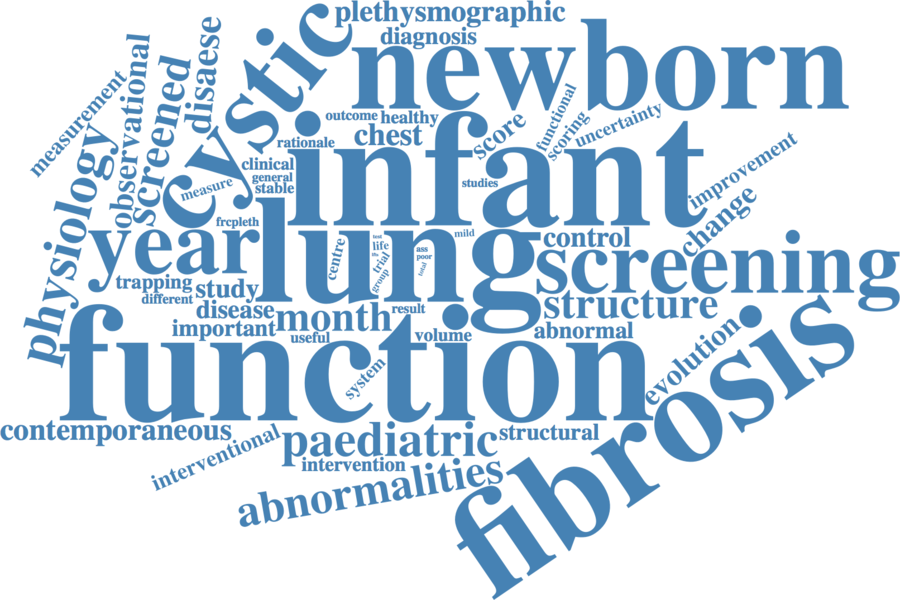 plethysmographic
diagnosis
newborn
cystic
disaese
screened
observational
measurement
physiology
outcome healthy
chest
rationale
score
functional
scoring
uncertainty
infant
clinical
general
stable
measure
studies
improvement
change
frcpleth
year
lung
centre
life
trial
group
ass
poor
total
mild
control
screening
structure
trapping
different
study
disease
important
month
result
useful
volume
abnormal
function
system
evolution
fibrosis
contemporaneous
interventional
paediatric
structural
intervention
abnormalities